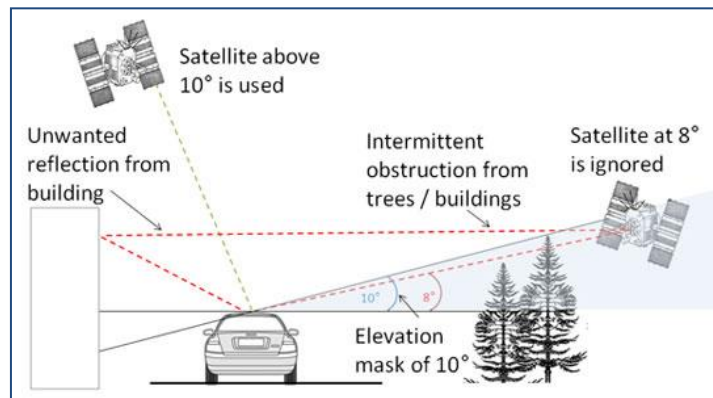 Satellite above
10° is used
Unwanted
reflection from
building
Intermittent
obstruction from
trees / buildings
Satellite at 8°
is ignored
10°
8°
Elevation
mask of 10°